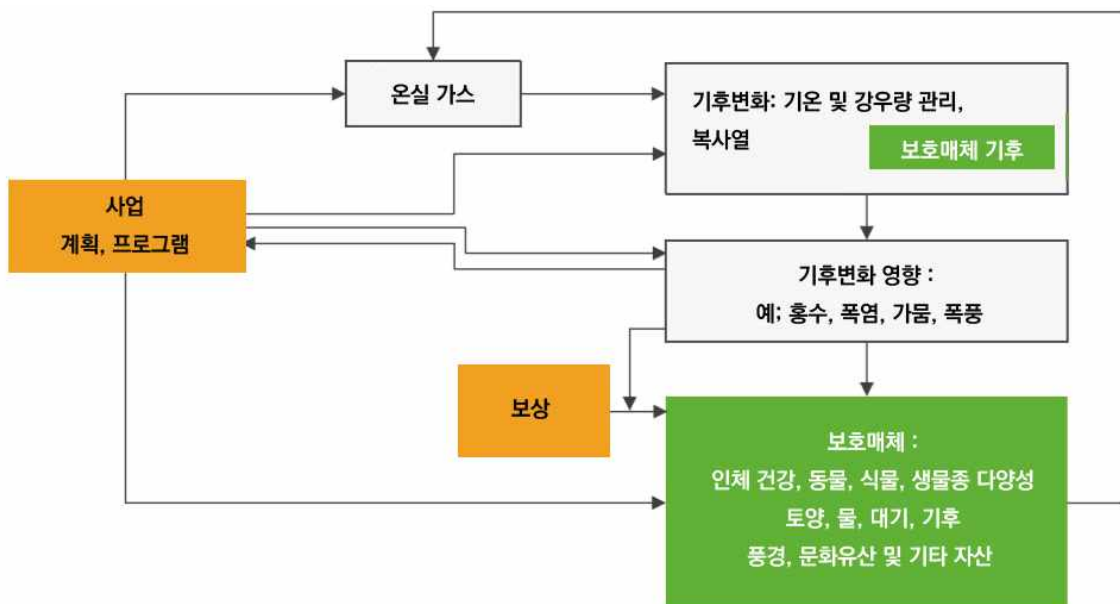 온실 가스
기후변화: 기온 및 강우량 관리,
복사열
보호매체 기후
사업
계획, 프로그램
기후변화 영향 :
예; 홍수, 폭염, 가뭄, 폭풍
보상
보호매체 :
인체 건강, 동물, 식물, 생물종 다양성
토양, 물, 대기, 기후
풍경, 문화유산 및 기타 자산